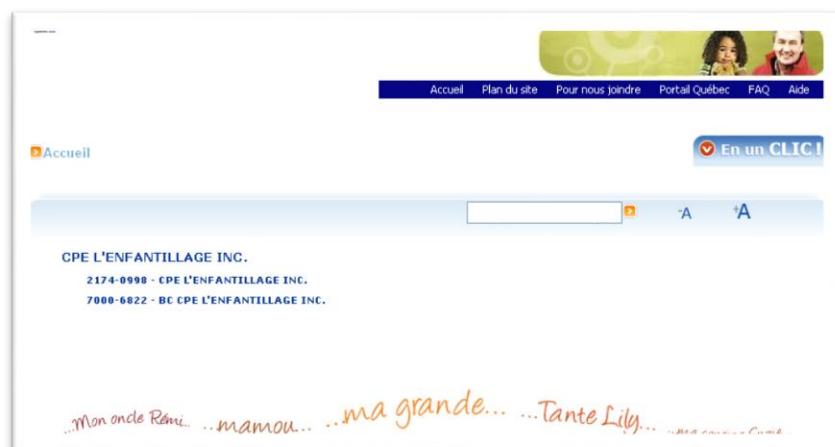 Accueil Plan du site Pour nous joindre Portail Québec FAQ Aide
Accueil
En un CLIC !
-A +A
CPE L'ENFANTILLAGE INC.
2174-0998 - CPE L'ENFANTILLAGE INC.
7000-6822 - BC CPE L'ENFANTILLAGE INC.
...Mon oncle Rémi... ...mamou... ...ma grande... ...Tante Lily...